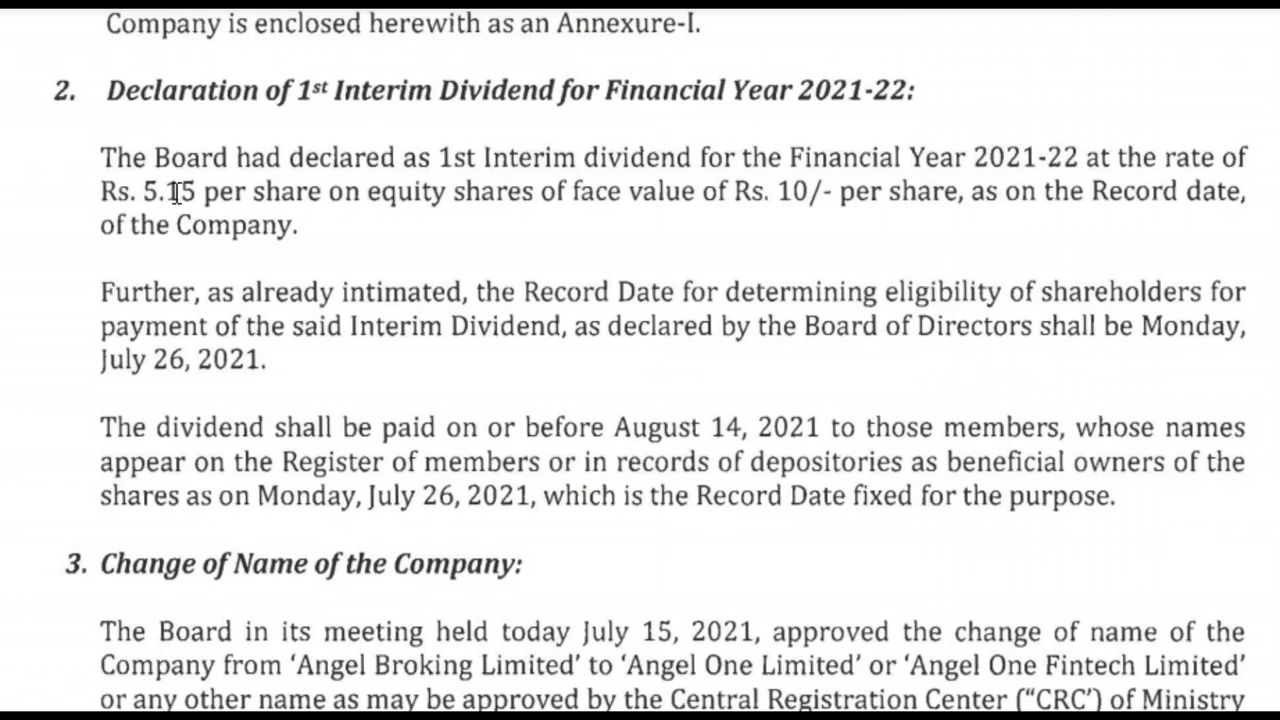 Company is enclosed herewith as an Annexure-I.
2. Declaration of 1st Interim Dividend for Financial Year 2021-22:
The Board had declared as 1st Interim dividend for the Financial Year 2021-22 at the rate of
Rs. 5.15 per share on equity shares of face value of Rs. 10/- per share, as on the Record date,
of the Company.
Further, as already intimated, the Record Date for determining eligibility of shareholders for
payment of the said Interim Dividend, as declared by the Board of Directors shall be Monday,
July 26, 2021.
The dividend shall be paid on or before August 14, 2021 to those members, whose names
appear on the Register of members or in records of depositories as beneficial owners of the
shares as on Monday, July 26, 2021, which is the Record Date fixed for the purpose.
3. Change of Name of the Company:
The Board in its meeting held today July 15, 2021, approved the change of name of the
Company from ‘Angel Broking Limited’ to ‘Angel One Limited’ or ‘Angel One Fintech Limited’
or any other name as may be approved by the Central Registration Center (“CRC’) of Ministry